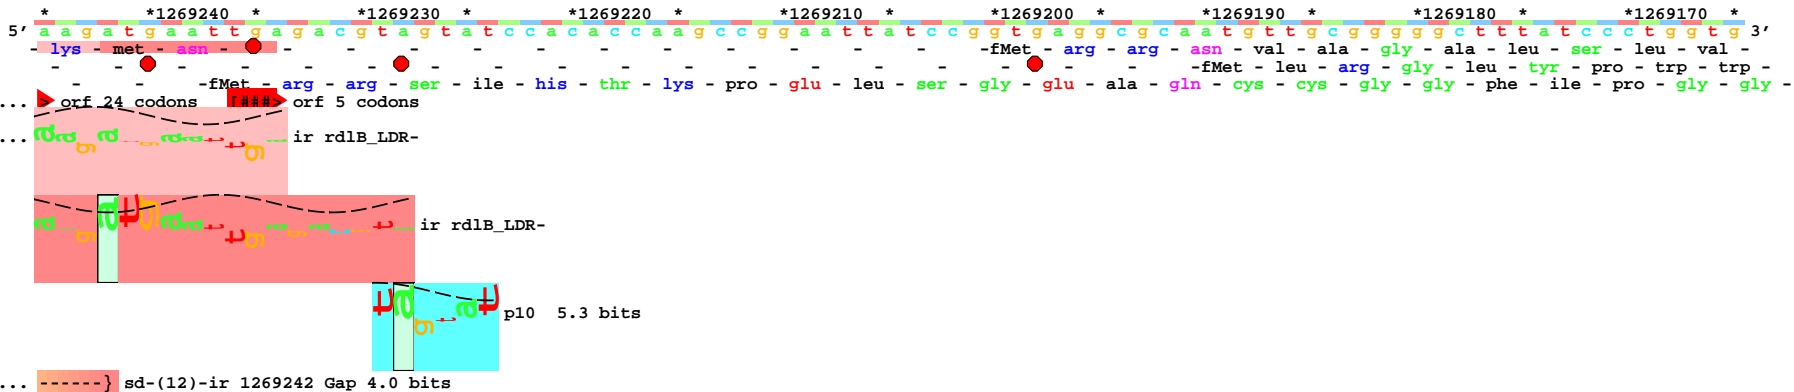 * *1269240 * *1269230 * *1269220 * *1269210 * *1269200 * *1269190 * *1269180 * *1269170 *
5' a a g a t g a a t t g a g a c g t a g t a t c c a c a c c a a g c c g g a a t t a t c c g g t g a g g c g c a a t g t t g c g g g g g c t t t a t c c c t g g t g 3'
- lys - met - asn - - - - - - - - - - - -fMet - arg - arg - asn - val - ala - gly - ala - leu - ser - leu - val -
- - - - - - - - - - - - - - - - -fMet - leu - arg - gly - leu - tyr - pro - trp - trp -
- - -fMet - arg - arg - ser - ile - his - thr - lys - pro - glu - leu - ser - gly - glu - ala - gln - cys - cys - gly - gly - phe - ile - pro - gly - gly -
... > orf 24 codons [###> orf 5 codons
... a a g a t g a a t t g a ir rdlB_LDR-
a a g a t g a a t t g a g a c g t a ir rdlB_LDR-
t a g t a t p10 5.3 bits
... ------} sd-(12)-ir 1269242 Gap 4.0 bits